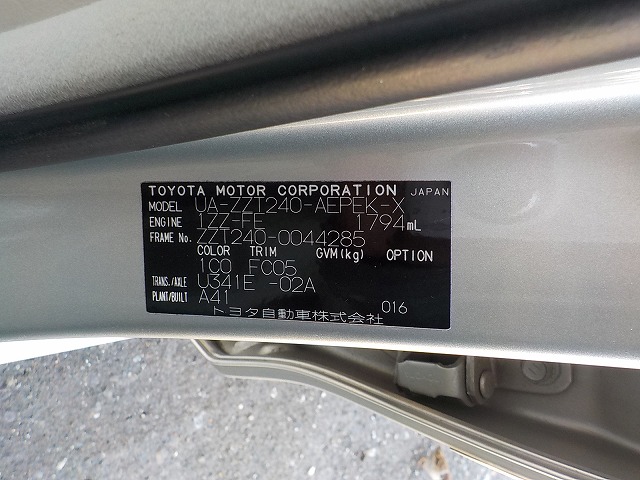 TOYOTA MOTOR CORPORATION JAPAN
MODEL UA-ZZT240-AEPEK-X
ENGINE 1ZZ-FE 1794mL
FRAME No. ZZT240-0044285
COLOR TRIM GVM(kg) OPTION
1C0 FC05
TRANS./AXLE U341E -02A
PLANT/BUILT A41 016
トヨタ自動車株式会社